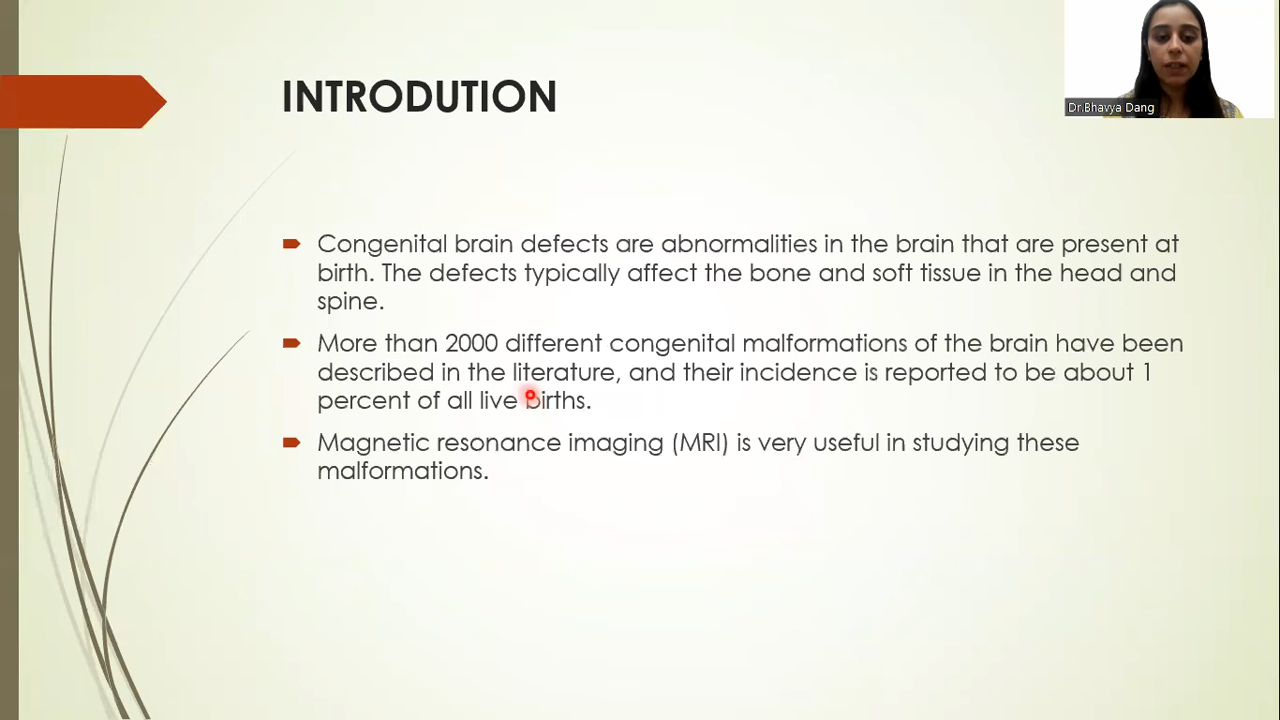 INTRODUTION
Dr.Bhavya Dang
Congenital brain defects are abnormalities in the brain that are present at
birth. The defects typically affect the bone and soft tissue in the head and
spine.
More than 2000 different congenital malformations of the brain have been
described in the literature, and their incidence is reported to be about 1
percent of all live births.
Magnetic resonance imaging (MRI) is very useful in studying these
malformations.